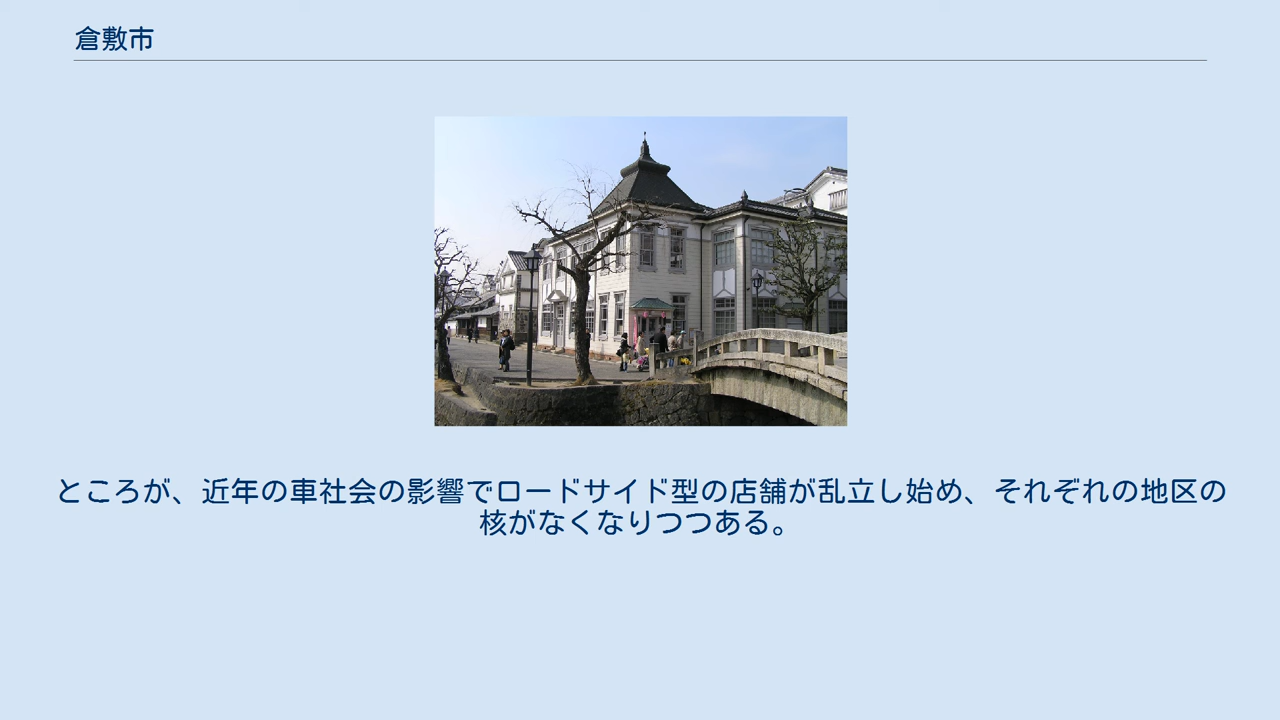 倉敷市
ところが、近年の車社会の影響でロードサイド型の店舗が乱立し始め、それぞれの地区の
核がなくなりつつある。